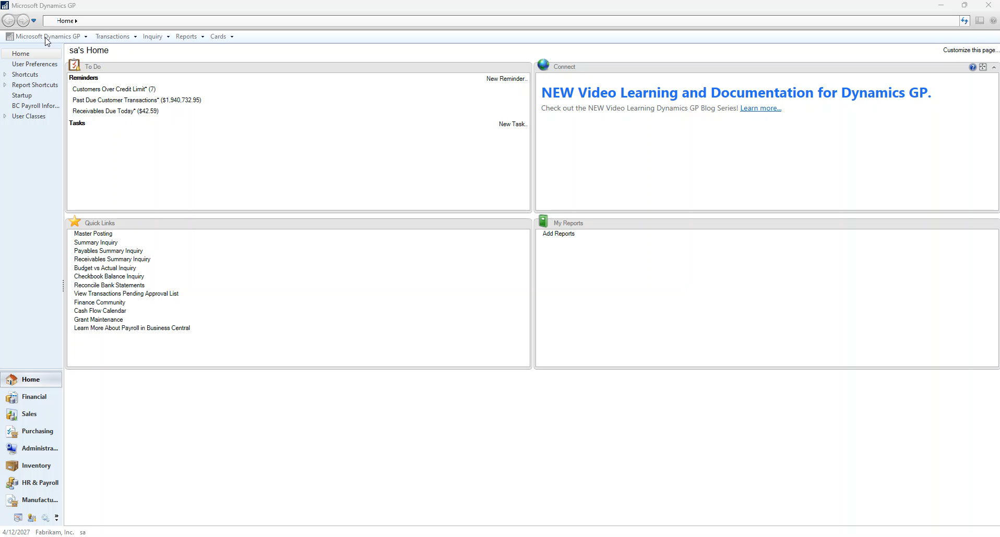 Microsoft Dynamics GP
Home
Microsoft Dynamics GP Transactions Inquiry Reports Cards
Home
User Preferences
Shortcuts
Report Shortcuts
Startup
BC Payroll Infor...
User Classes
sa's Home
Customize this page...
To Do
Reminders
New Reminder..
Customers Over Credit Limit* (7)
Past Due Customer Transactions* ($1,940,732.95)
Receivables Due Today* ($42.59)
Tasks
New Task..
Connect
NEW Video Learning and Documentation for Dynamics GP.
Check out the NEW Video Learning Dynamics GP Blog Series! Learn more...
Quick Links
Master Posting
Summary Inquiry
Payables Summary Inquiry
Receivables Summary Inquiry
Budget vs Actual Inquiry
Checkbook Balance Inquiry
Reconcile Bank Statements
View Transactions Pending Approval List
Finance Community
Cash Flow Calendar
Grant Maintenance
Learn More About Payroll in Business Central
My Reports
Add Reports
Home
Financial
Sales
Purchasing
Administra...
Inventory
HR & Payroll
Manufactu...
4/12/2027 Fabrikam, Inc. sa